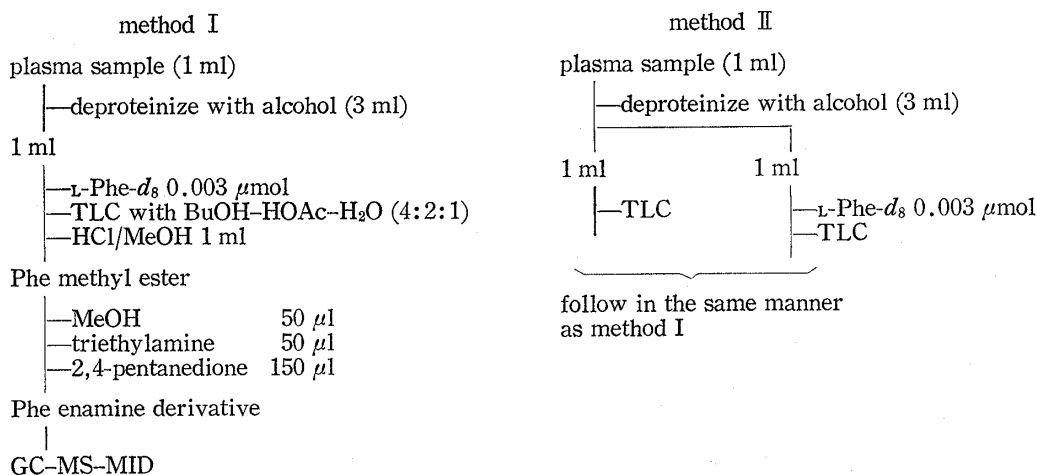 method I
plasma sample (1 ml)
—deproteinize with alcohol (3 ml)
1 ml
—L-Phe-d₈ 0.003 μmol
—TLC with BuOH–HOAc–H₂O (4:2:1)
—HCl/MeOH 1 ml
Phe methyl ester
—MeOH 50 μl
—triethylamine 50 μl
—2,4-pentanedione 150 μl
Phe enamine derivative
GC–MS–MID
method Ⅱ
plasma sample (1 ml)
—deproteinize with alcohol (3 ml)
1 ml 1 ml
—TLC
—L-Phe-d₈ 0.003 μmol
—TLC
follow in the same manner
as method I